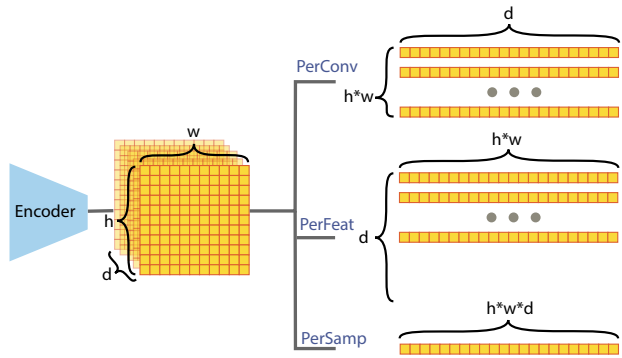 Encoder
w
h
d
PerConv
d
h*w
PerFeat
h*w
d
PerSamp
h*w*d